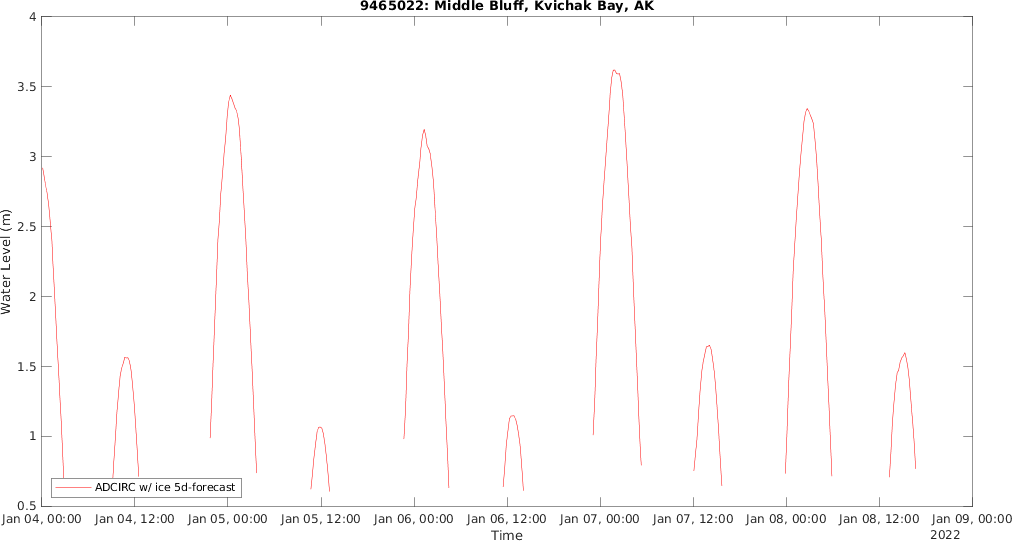 9465022: Middle Bluff, Kvichak Bay, AK
4
3.5
3
2.5
2
1.5
1
0.5
Water Level (m)
ADCIRC w/ ice 5d-forecast
Jan 04, 00:00 Jan 04, 12:00 Jan 05, 00:00 Jan 05, 12:00 Jan 06, 00:00 Jan 06, 12:00 Jan 07, 00:00 Jan 07, 12:00 Jan 08, 00:00 Jan 08, 12:00 Jan 09, 00:00
Time
2022